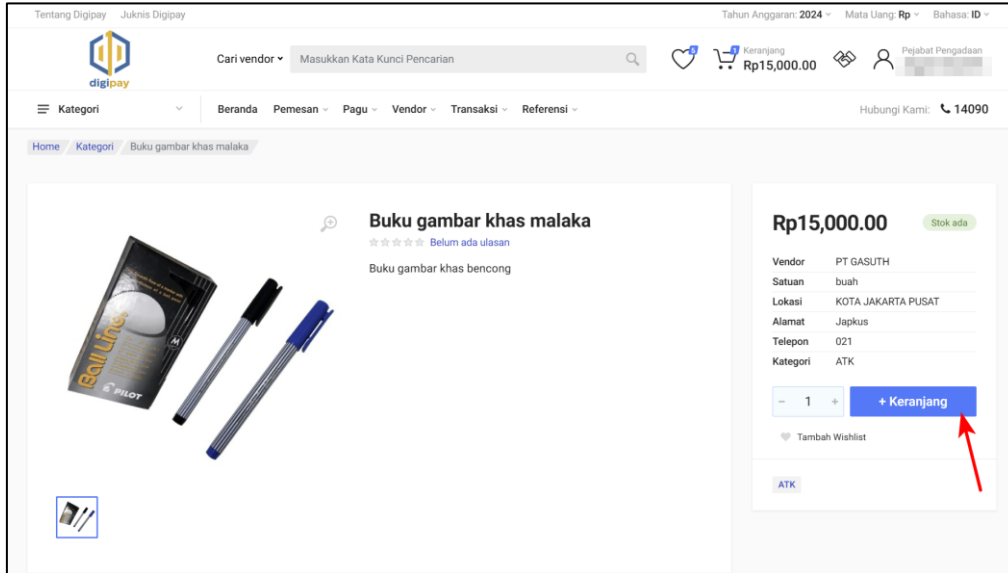 Tentang Digipay Juknis Digipay Tahun Anggaran: 2024 Mata Uang: Rp Bahasa: ID
digipay
Cari vendor Masukkan Kata Kunci Pencarian
Keranjang
Rp15,000.00
Pejabat Pengadaan
Kategori Beranda Pemesan Pagu Vendor Transaksi Referensi Hubungi Kami: 14090
Home Kategori Buku gambar khas malaka
Buku gambar khas malaka
Belum ada ulasan
Buku gambar khas bencong
Ball Liner
M
PILOT
Rp15,000.00 Stok ada
Vendor PT GASUTH
Satuan buah
Lokasi KOTA JAKARTA PUSAT
Alamat Japkus
Telepon 021
Kategori ATK
- 1 + + Keranjang
Tambah Wishlist
ATK